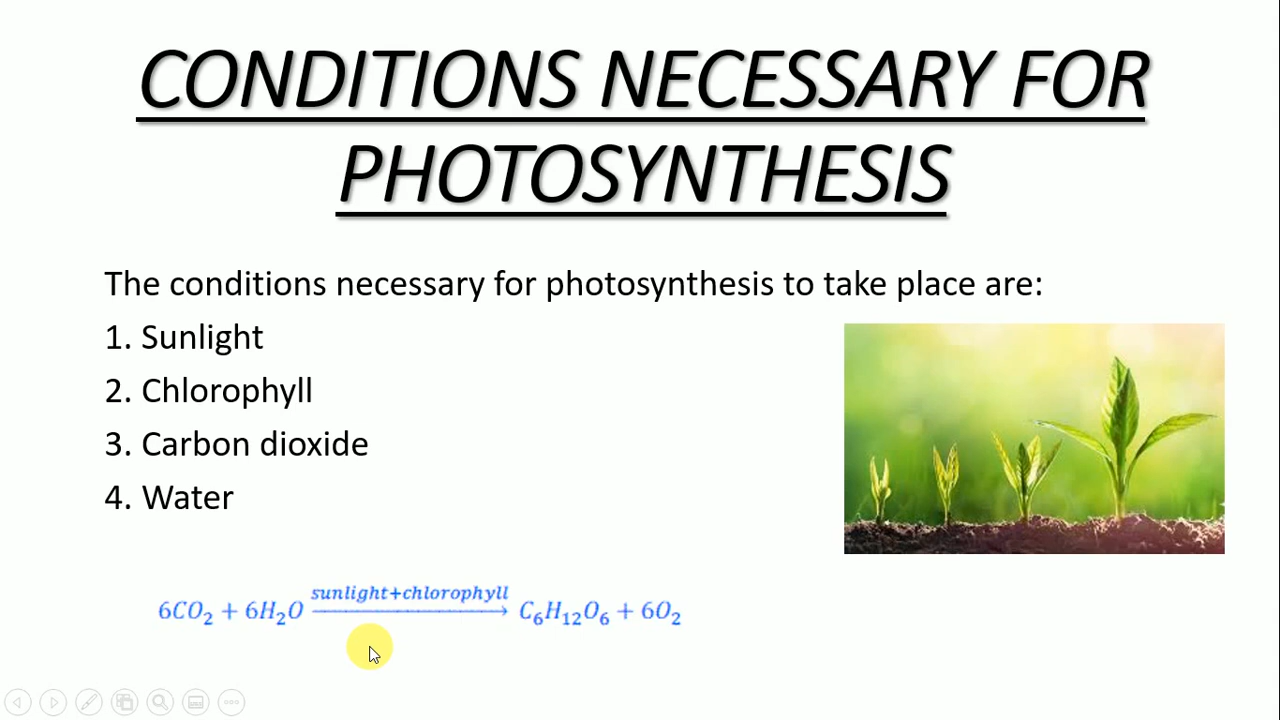 CONDITIONS NECESSARY FOR
PHOTOSYNTHESIS
The conditions necessary for photosynthesis to take place are:
1. Sunlight
2. Chlorophyll
3. Carbon dioxide
4. Water
sunlight+chlorophyll
6CO₂ + 6H₂O ⟶ C₆H₁₂O₆ + 6O₂